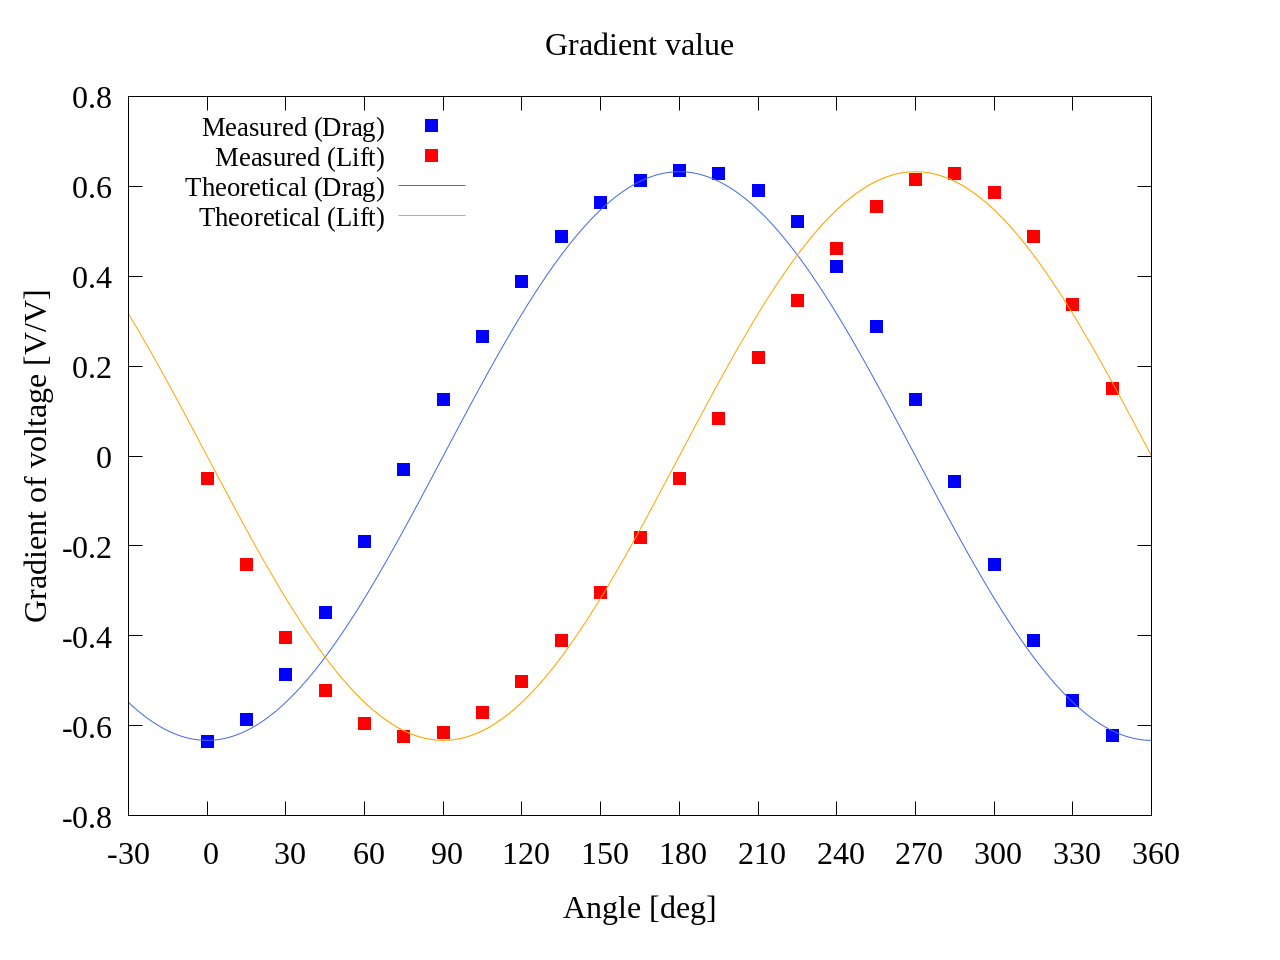 Gradient value
0.8
0.6
0.4
0.2
0
-0.2
-0.4
-0.6
-0.8
Gradient of voltage [V/V]
Measured (Drag)
Measured (Lift)
Theoretical (Drag)
Theoretical (Lift)
-30 0 30 60 90 120 150 180 210 240 270 300 330 360
Angle [deg]